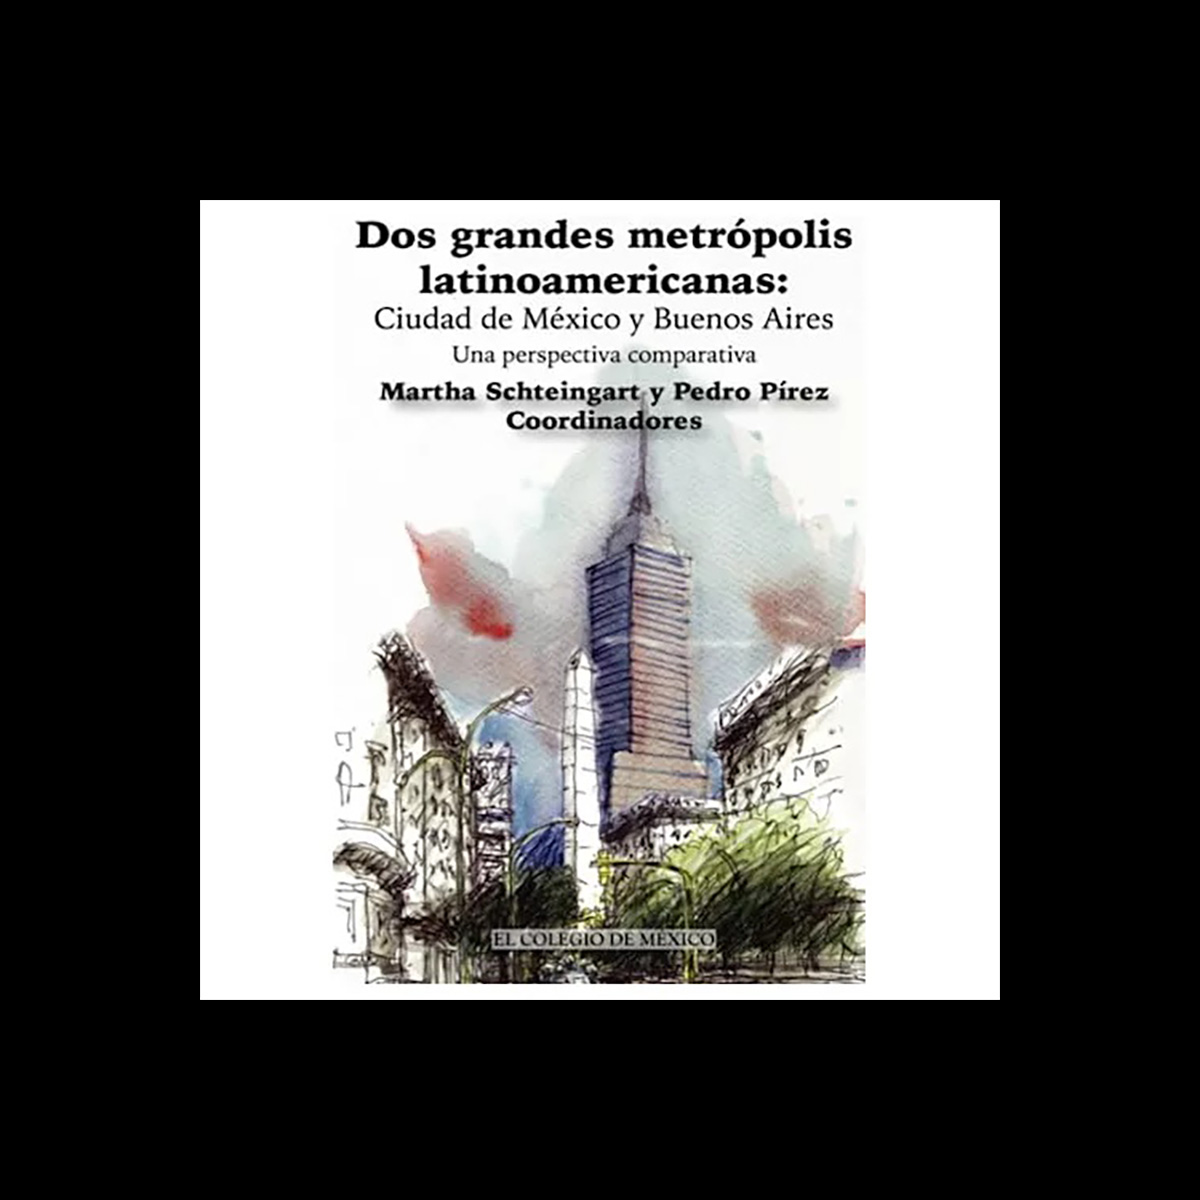 Dos grandes metrópolis
latinoamericanas:
Ciudad de México y Buenos Aires
Una perspectiva comparativa
Martha Schteingart y Pedro Pírez
Coordinadores
EL COLEGIO DE MÉXICO